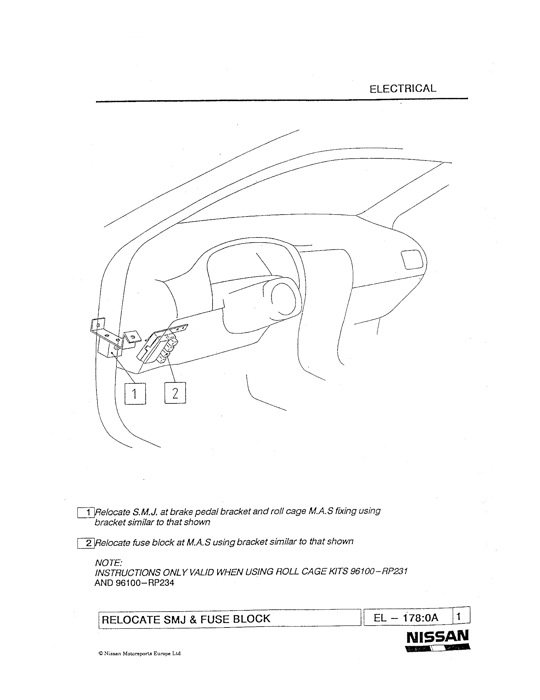 ELECTRICAL
1
2
1 Relocate S.M.J. at brake pedal bracket and roll cage M.A.S fixing using
bracket similar to that shown
2 Relocate fuse block at M.A.S using bracket similar to that shown
NOTE:
INSTRUCTIONS ONLY VALID WHEN USING ROLL CAGE KITS 96100-RP231
AND 96100-RP234
RELOCATE SMJ & FUSE BLOCK
EL - 178:0A 1
NISSAN
© Nissan Motorsports Europe Ltd